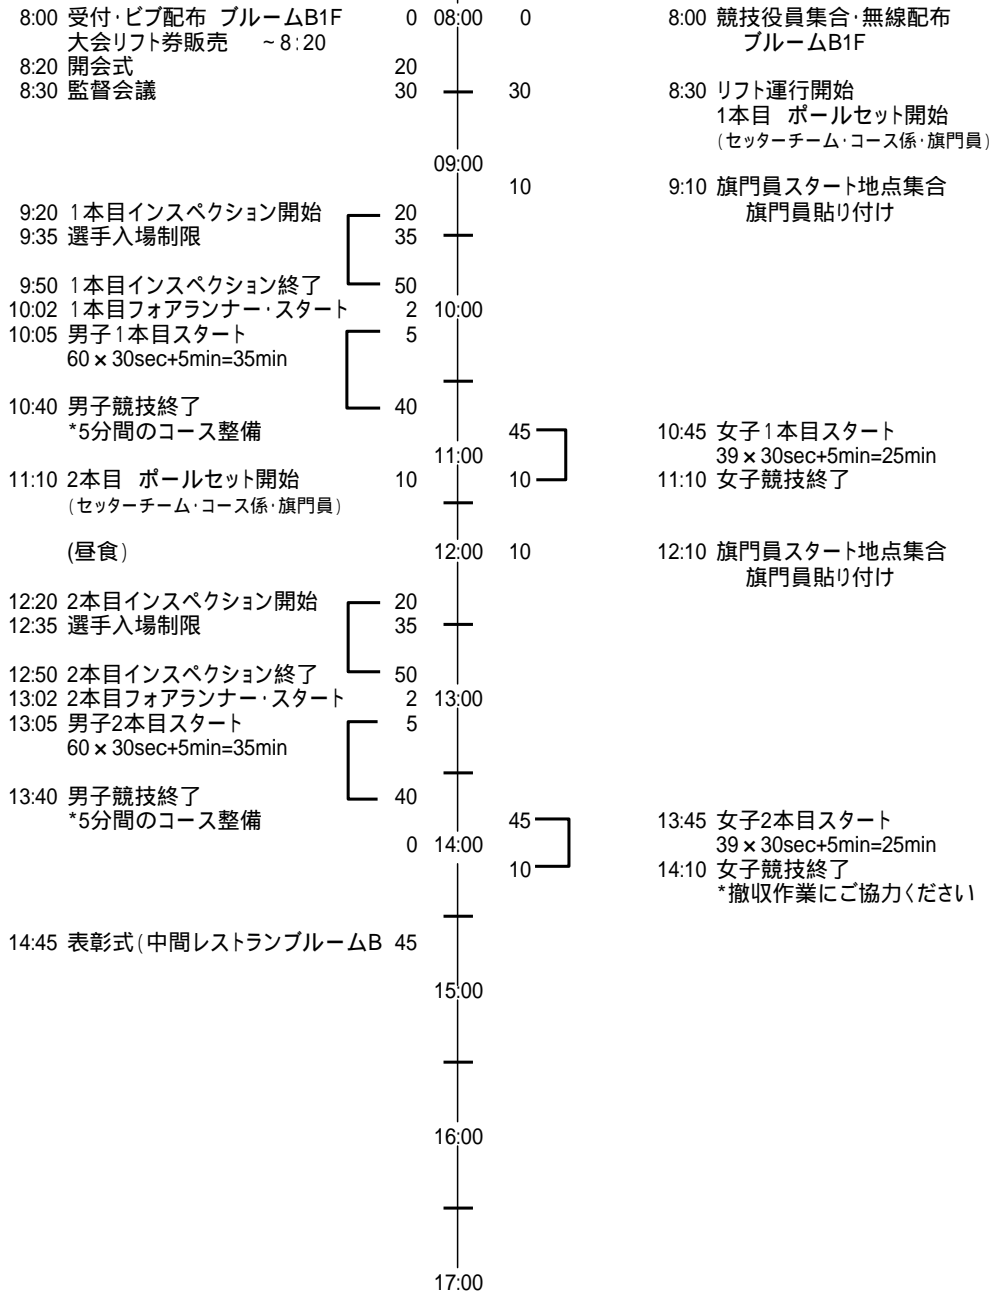 8:00 受付･ビブ配布 ブルームB1F 0 08:00 0 8:00 競技役員集合･無線配布
大会リフト券販売 ~8:20 ブルームB1F
8:20 開会式 20
8:30 監督会議 30 30 8:30 リフト運行開始
1本目 ポールセット開始
(セッターチーム･コース係･旗門員)
09:00
10 9:10 旗門員スタート地点集合
9:20 1本目インスペクション開始 20 旗門員貼り付け
9:35 選手入場制限 35
9:50 1本目インスペクション終了 50
10:02 1本目フォアランナー･スタート 2 10:00
10:05 男子1本目スタート 5
60×30sec+5min=35min
10:40 男子競技終了 40
*5分間のコース整備 45 10:45 女子1本目スタート
11:00 39×30sec+5min=25min
11:10 2本目 ポールセット開始 10 10 11:10 女子競技終了
(セッターチーム･コース係･旗門員)
(昼食) 12:00 10 12:10 旗門員スタート地点集合
旗門員貼り付け
12:20 2本目インスペクション開始 20
12:35 選手入場制限 35
12:50 2本目インスペクション終了 50
13:02 2本目フォアランナー･スタート 2 13:00
13:05 男子2本目スタート 5
60×30sec+5min=35min
13:40 男子競技終了 40
*5分間のコース整備 45 13:45 女子2本目スタート
0 14:00 39×30sec+5min=25min
10 14:10 女子競技終了
*撤収作業にご協力ください
14:45 表彰式(中間レストランブルームB 45
15:00
16:00
17:00